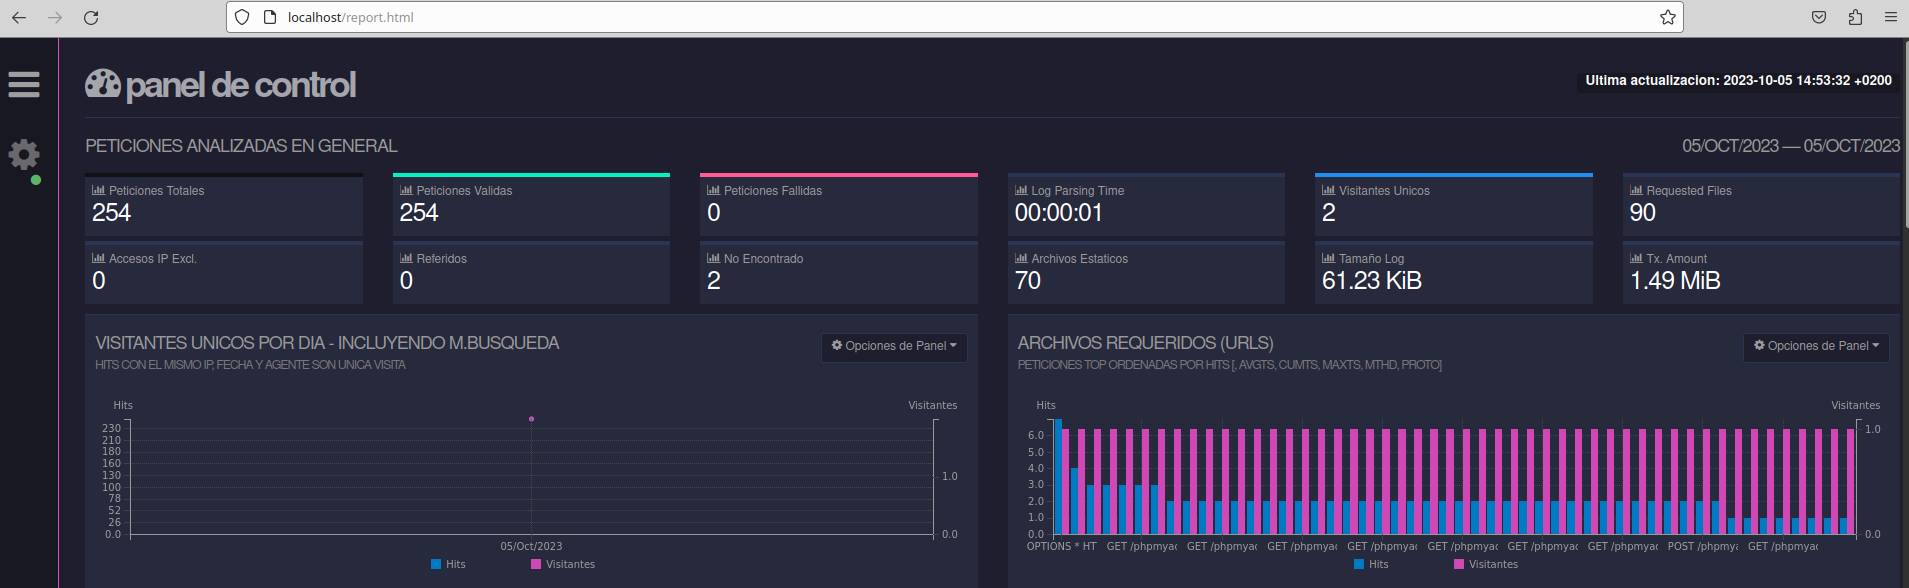 localhost/report.html
panel de control
Ultima actualizacion: 2023-10-05 14:53:32 +0200
PETICIONES ANALIZADAS EN GENERAL
05/OCT/2023 — 05/OCT/2023
Peticiones Totales
254
Peticiones Validas
254
Peticiones Fallidas
0
Log Parsing Time
00:00:01
Visitantes Unicos
2
Requested Files
90
Accesos IP Excl.
0
Referidos
0
No Encontrado
2
Archivos Estaticos
70
Tamaño Log
61.23 KiB
Tx. Amount
1.49 MiB
VISITANTES UNICOS POR DIA - INCLUYENDO M.BUSQUEDA
Opciones de Panel
HITS CON EL MISMO IP, FECHA Y AGENTE SON UNICA VISITA
Hits
Visitantes
230
210
180
160
130
100
78
52
26
0.0
1.0
0.0
05/Oct/2023
Hits
Visitantes
ARCHIVOS REQUERIDOS (URLS)
Opciones de Panel
PETICIONES TOP ORDENADAS POR HITS [, AVGTS, CUMTS, MAXTS, MTHD, PROTO]
Hits
Visitantes
6.0
5.0
4.0
3.0
2.0
1.0
0.0
1.0
0.0
OPTIONS * HT
GET /phpmyac
GET /phpmyac
GET /phpmyac
GET /phpmyac
GET /phpmyac
GET /phpmyac
GET /phpmyac
POST /phpmy
GET /phpmyac
Hits
Visitantes